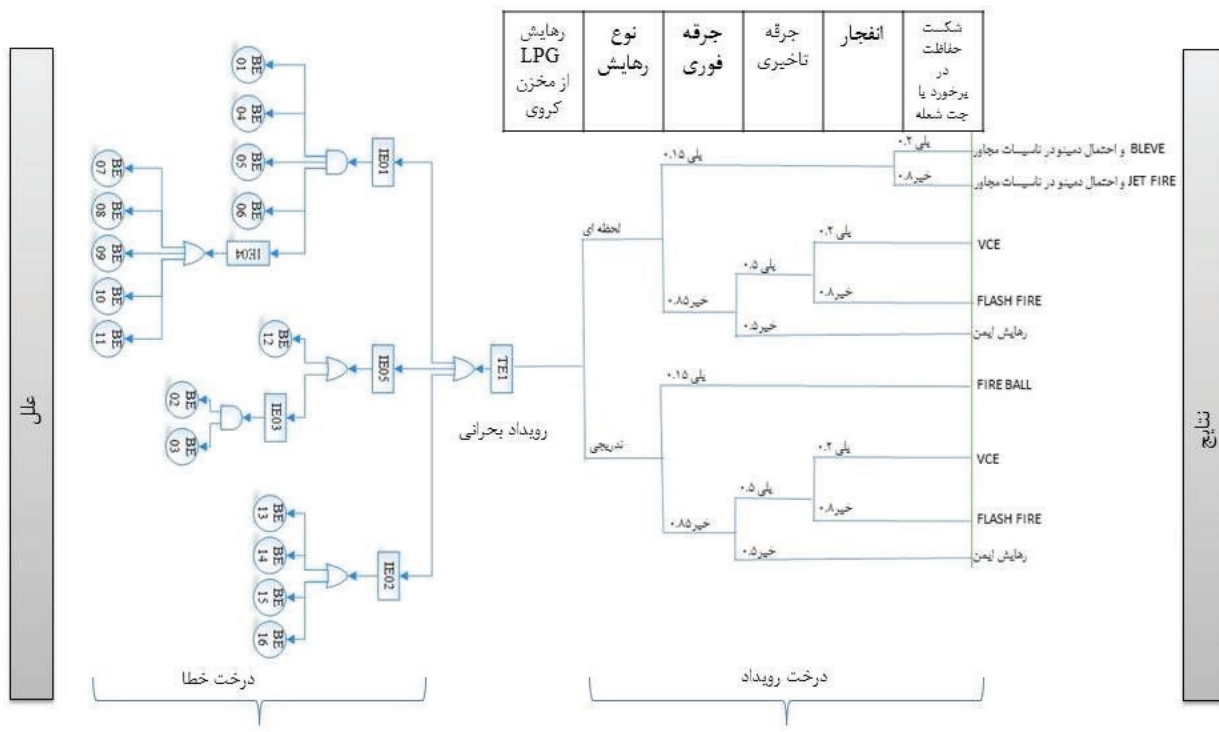 رهایش
LPG
از مخزن
کروی
نوع
رهایش
جرقه
فوری
جرقه
تاخیری
انفجار
شکست
حفاظت
در
برخورد با
جت شعله
علل
BE
01
BE
04
BE
05
BE
06
BE
07
BE
08
BE
09
BE
10
BE
11
BE
12
BE
02
BE
03
BE
13
BE
14
BE
15
BE
16
IE01
IE04
IE05
IE03
IE02
TE1
رویداد بحرانی
لحظه ای
بلی ۰.۱۵
بلی ۰.۲
BLEVE و احتمال دمینو در تاسیسات مجاور
خیر ۰.۸
JET FIRE و احتمال دمینو در تاسیسات مجاور
خیر ۰.۸۵
بلی ۰.۵
بلی ۰.۲
VCE
خیر ۰.۸
FLASH FIRE
خیر ۰.۵
رهایش ایمن
تدریجی
بلی ۰.۱۵
FIRE BALL
خیر ۰.۸۵
بلی ۰.۵
بلی ۰.۲
VCE
خیر ۰.۸
FLASH FIRE
خیر ۰.۵
رهایش ایمن
نتایج
درخت خطا
درخت رویداد